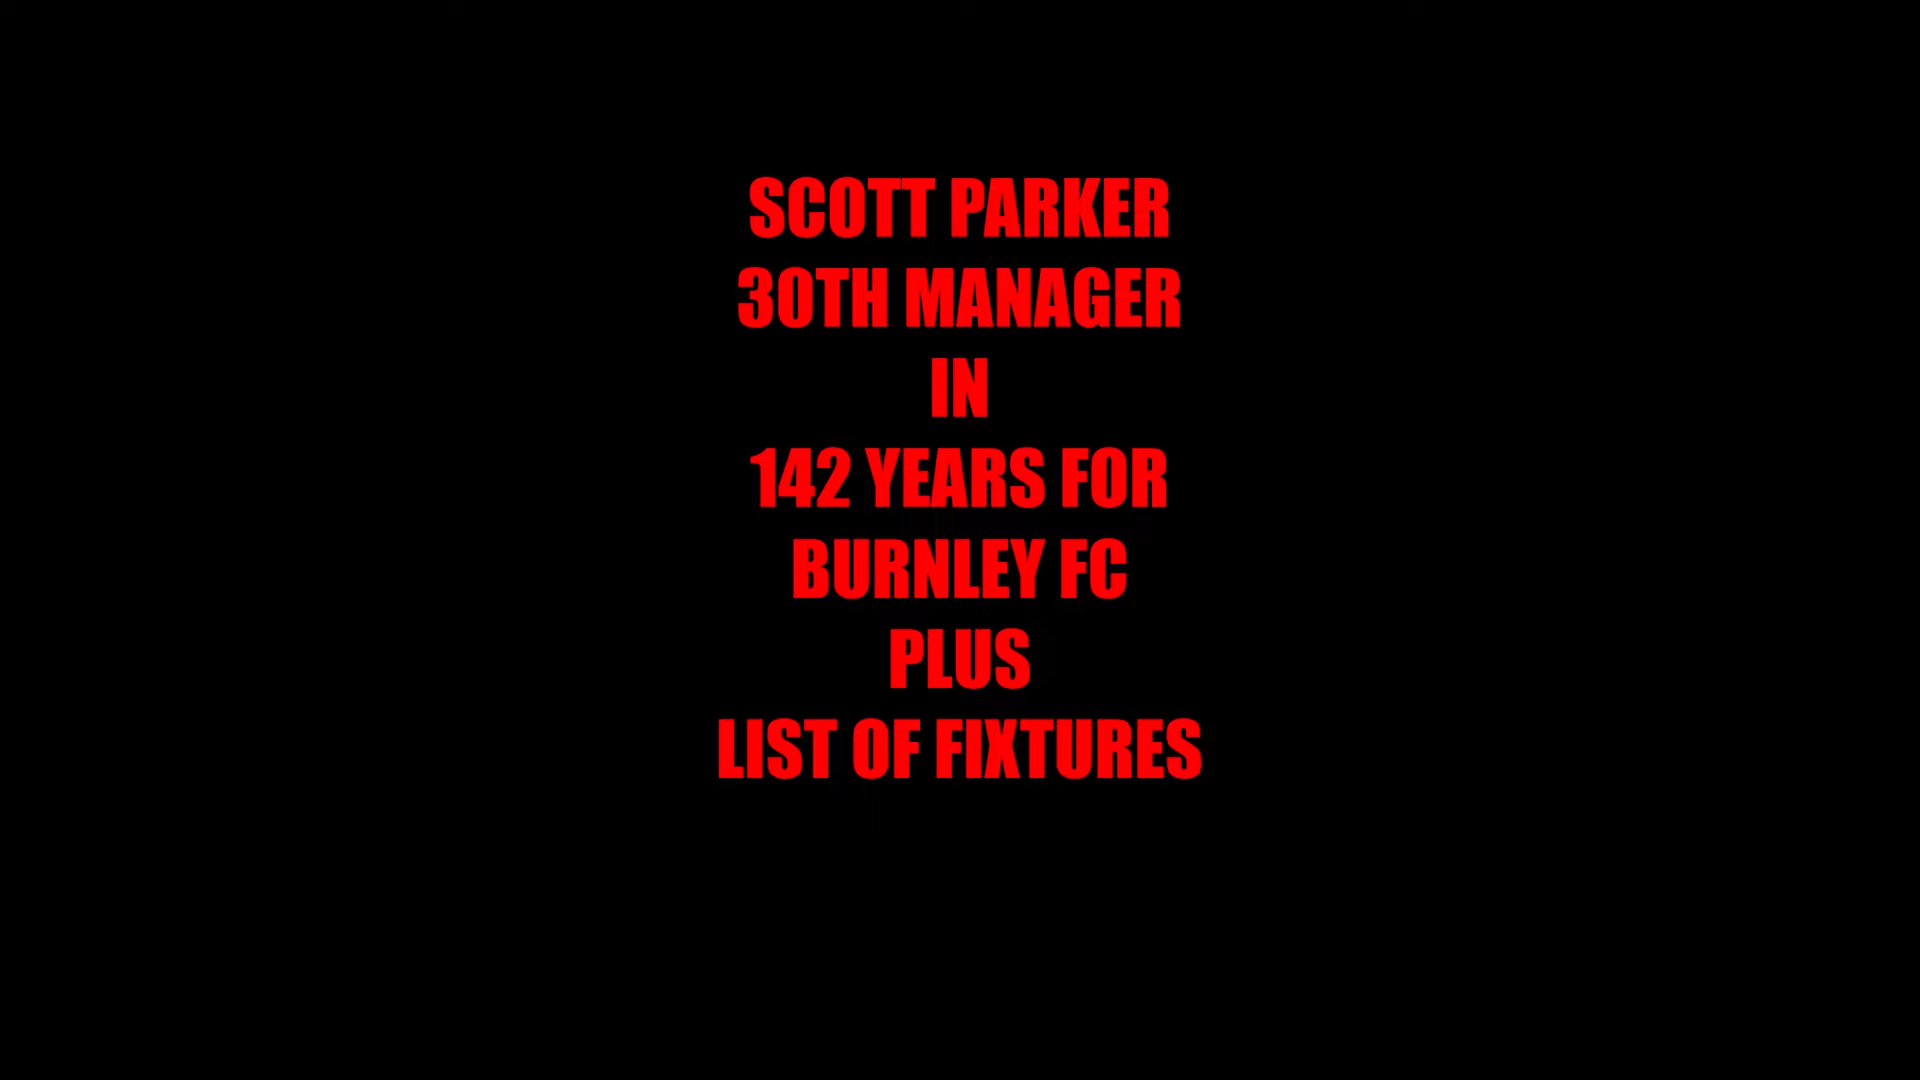 SCOTT PARKER
30TH MANAGER
IN
142 YEARS FOR
BURNLEY FC
PLUS
LIST OF FIXTURES